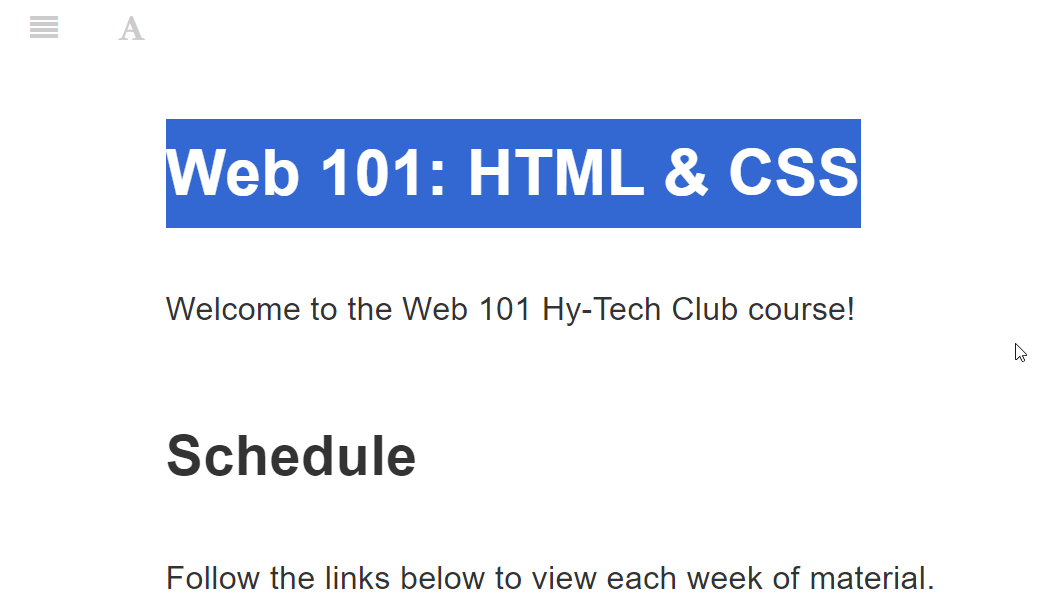 A
Web 101: HTML & CSS
Welcome to the Web 101 Hy-Tech Club course!
Schedule
Follow the links below to view each week of material.